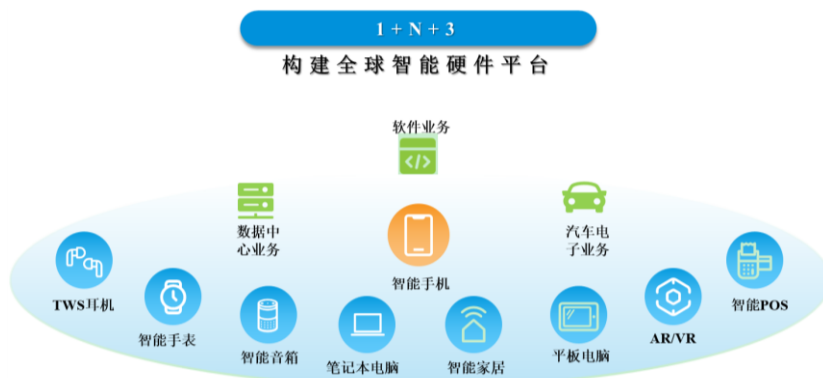 1 + N + 3
构建全球智能硬件平台
软件业务
</>
数据中
心业务
汽车电
子业务
智能手机
TWS耳机
智能手表
智能音箱
笔记本电脑
智能家居
平板电脑
AR/VR
智能POS